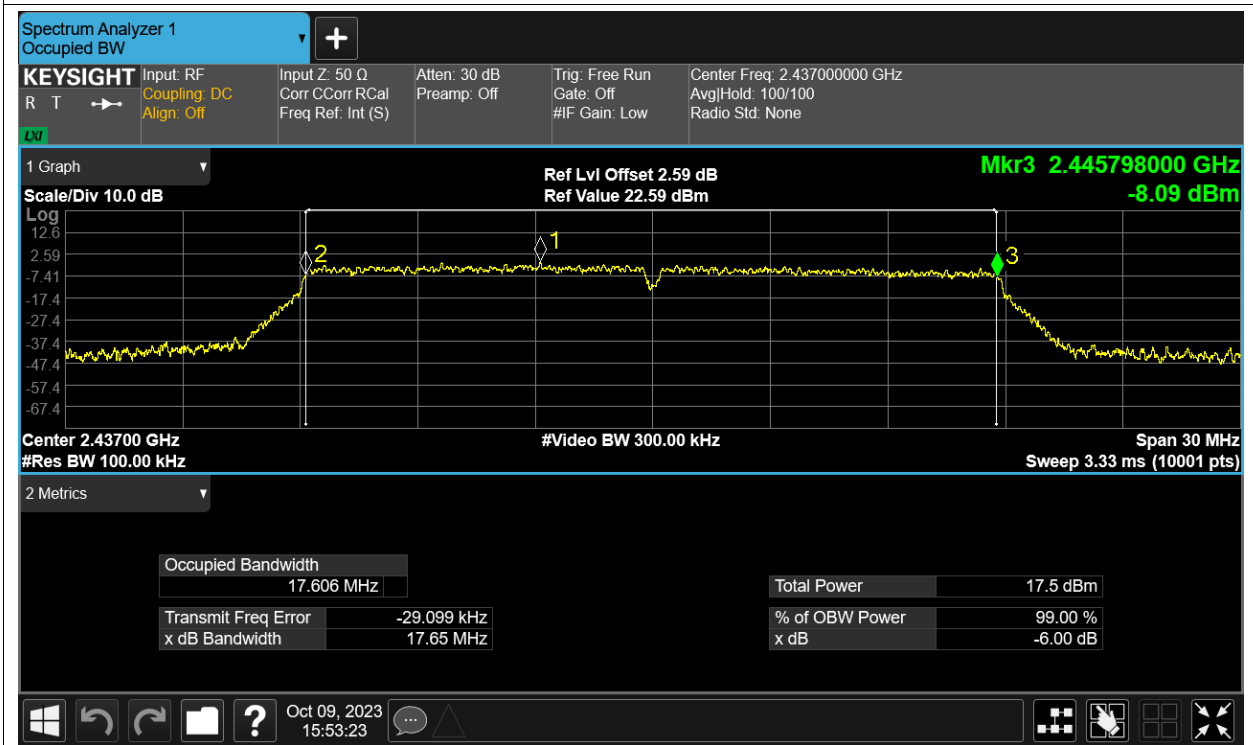 Spectrum Analyzer 1
Occupied BW
KEYSIGHT
R T
LXI
Input: RF
Coupling: DC
Align: Off
Input Z: 50 Ω
Corr CCorr RCal
Freq Ref: Int (S)
Atten: 30 dB
Preamp: Off
Trig: Free Run
Gate: Off
#IF Gain: Low
Center Freq: 2.437000000 GHz
Avg|Hold: 100/100
Radio Std: None
1 Graph
Scale/Div 10.0 dB
Ref Lvl Offset 2.59 dB
Ref Value 22.59 dBm
Mkr3 2.445798000 GHz
-8.09 dBm
Log
12.6
2.59
-7.41
-17.4
-27.4
-37.4
-47.4
-57.4
-67.4
2
1
3
Center 2.43700 GHz
#Res BW 100.00 kHz
#Video BW 300.00 kHz
Span 30 MHz
Sweep 3.33 ms (10001 pts)
2 Metrics
Occupied Bandwidth
17.606 MHz
Transmit Freq Error -29.099 kHz
x dB Bandwidth 17.65 MHz
Total Power 17.5 dBm
% of OBW Power 99.00 %
x dB -6.00 dB
?
Oct 09, 2023
15:53:23